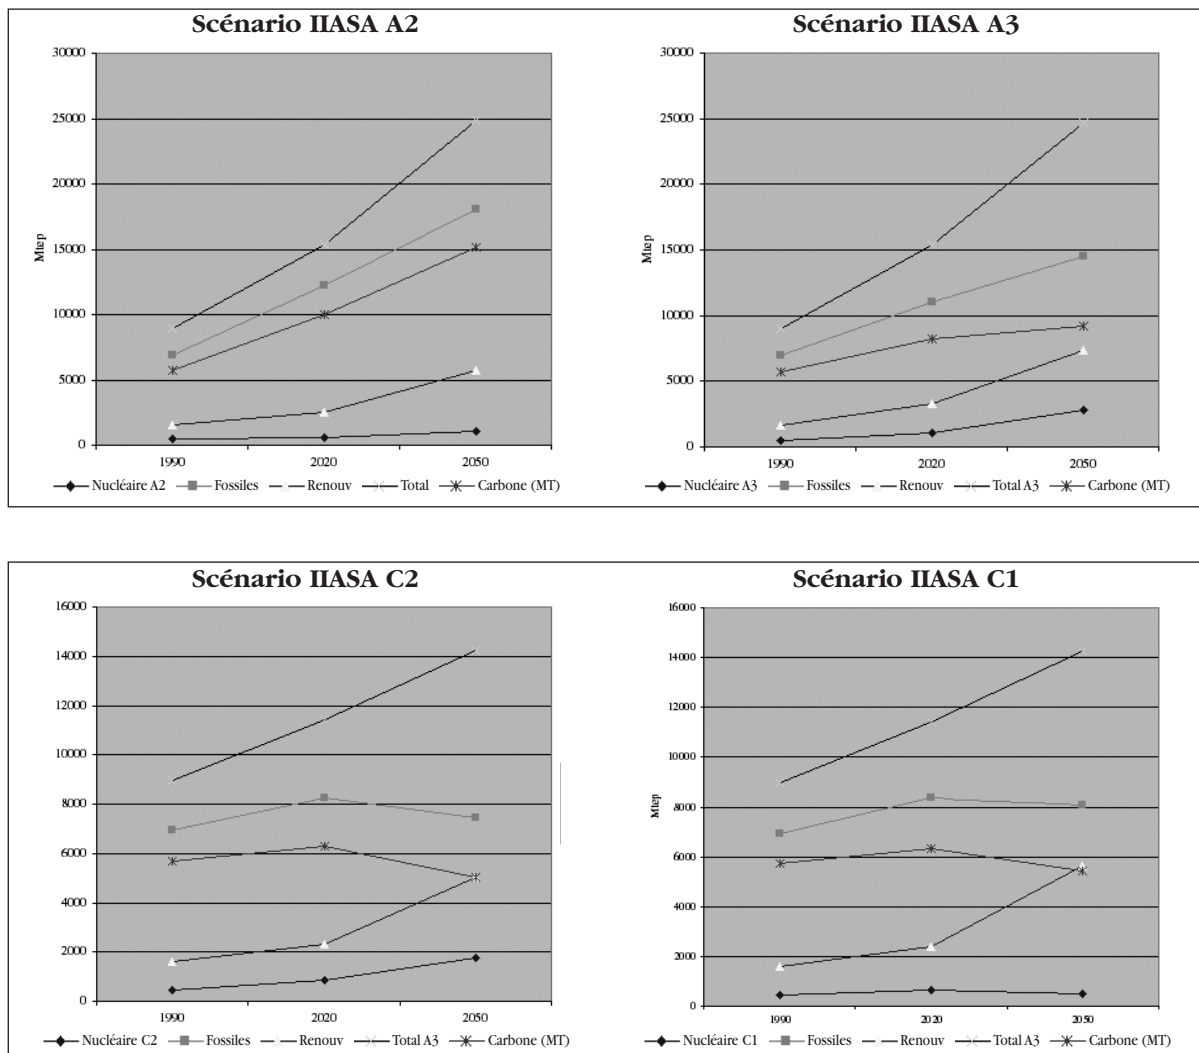 Scénario IIASA A2
30000
25000
20000
15000
10000
5000
0
Mtep
1990 2020 2050
Nucléaire A2 Fossiles Renouv Total Carbone (MT)
Scénario IIASA A3
30000
25000
20000
15000
10000
5000
0
Mtep
1990 2020 2050
Nucléaire A3 Fossiles Renouv Total A3 Carbone (MT)
Scénario IIASA C2
16000
14000
12000
10000
8000
6000
4000
2000
0
1990 2020 2050
Nucléaire C2 Fossiles Renouv Total A3 Carbone (MT)
Scénario IIASA C1
16000
14000
12000
10000
8000
6000
4000
2000
0
Mtep
1990 2020 2050
Nucléaire C1 Fossiles Renouv Total A3 Carbone (MT)